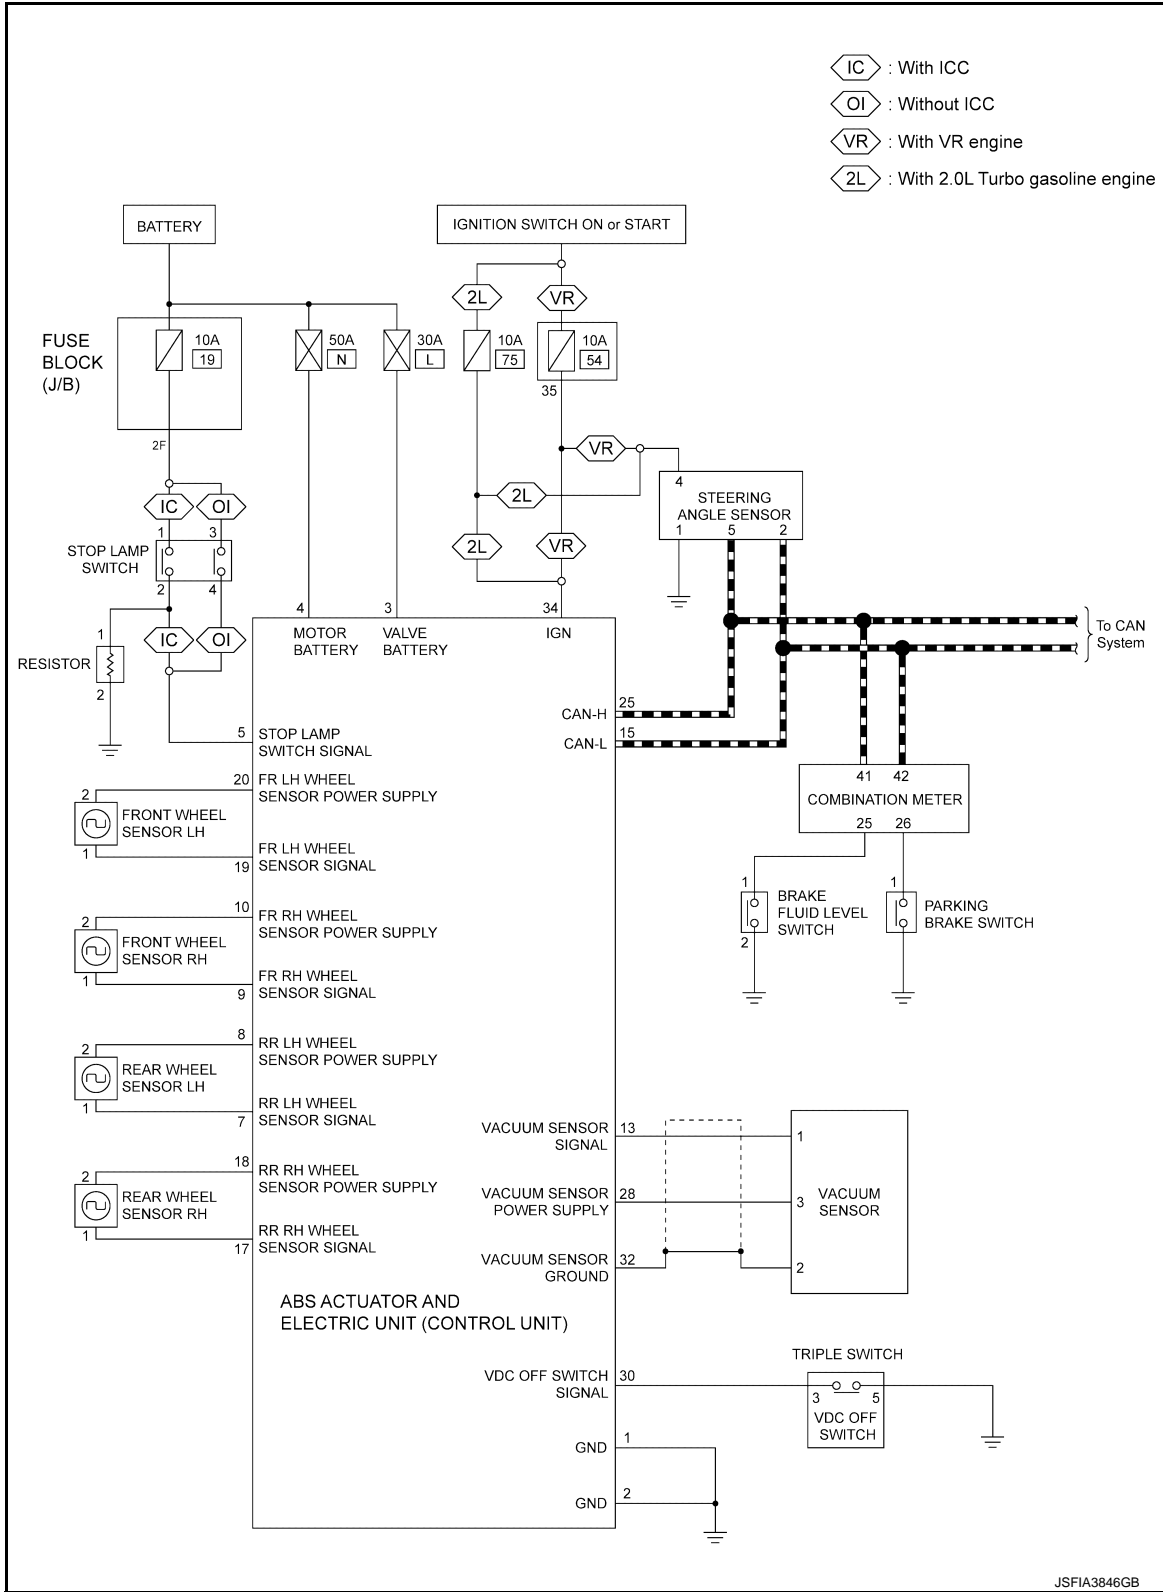 IC : With ICC
OI : Without ICC
VR : With VR engine
2L : With 2.0L Turbo gasoline engine
BATTERY
IGNITION SWITCH ON or START
2L VR
FUSE
BLOCK
(J/B)
10A
19
50A
N
30A
L
10A
75
10A
54
35
2F
VR
2L
IC OI
2L VR
4
STEERING
ANGLE SENSOR
1 5 2
STOP LAMP
SWITCH
1 3
2 4
IC OI
RESISTOR
1
2
4 3 34
MOTOR
BATTERY
VALVE
BATTERY
IGN
To CAN
System
CAN-H 25
CAN-L 15
5 STOP LAMP
SWITCH SIGNAL
41 42
COMBINATION METER
25 26
1
BRAKE
FLUID LEVEL
SWITCH
2
1
PARKING
BRAKE SWITCH
20 FR LH WHEEL
SENSOR POWER SUPPLY
2
FRONT WHEEL
SENSOR LH
1
FR LH WHEEL
19 SENSOR SIGNAL
10 FR RH WHEEL
SENSOR POWER SUPPLY
2
FRONT WHEEL
SENSOR RH
1
FR RH WHEEL
9 SENSOR SIGNAL
8 RR LH WHEEL
SENSOR POWER SUPPLY
2
REAR WHEEL
SENSOR LH
1
RR LH WHEEL
7 SENSOR SIGNAL
18 RR RH WHEEL
SENSOR POWER SUPPLY
2
REAR WHEEL
SENSOR RH
1
RR RH WHEEL
17 SENSOR SIGNAL
VACUUM SENSOR 13
SIGNAL
1
VACUUM SENSOR 28
POWER SUPPLY
3
VACUUM
SENSOR
VACUUM SENSOR 32
GROUND
2
ABS ACTUATOR AND
ELECTRIC UNIT (CONTROL UNIT)
TRIPLE SWITCH
VDC OFF SWITCH 30
SIGNAL
3 5
VDC OFF
SWITCH
GND 1
GND 2
JSFIA3846GB